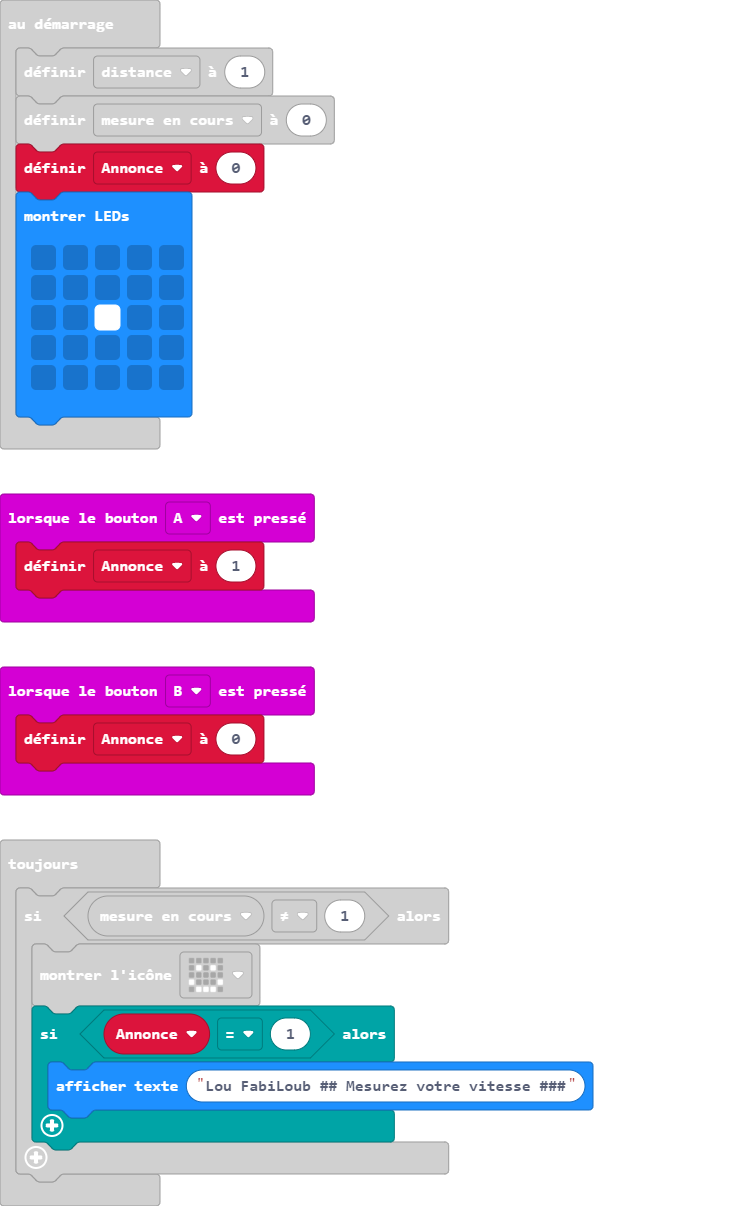 au démarrage
définir distance à 1
définir mesure en cours à 0
définir Annonce à 0
montrer LEDs
lorsque le bouton A est pressé
définir Annonce à 1
lorsque le bouton B est pressé
définir Annonce à 0
toujours
si mesure en cours ≠ 1 alors
montrer l'icône
si Annonce = 1 alors
afficher texte "Lou FabiLoub ## Mesurez votre vitesse ###"